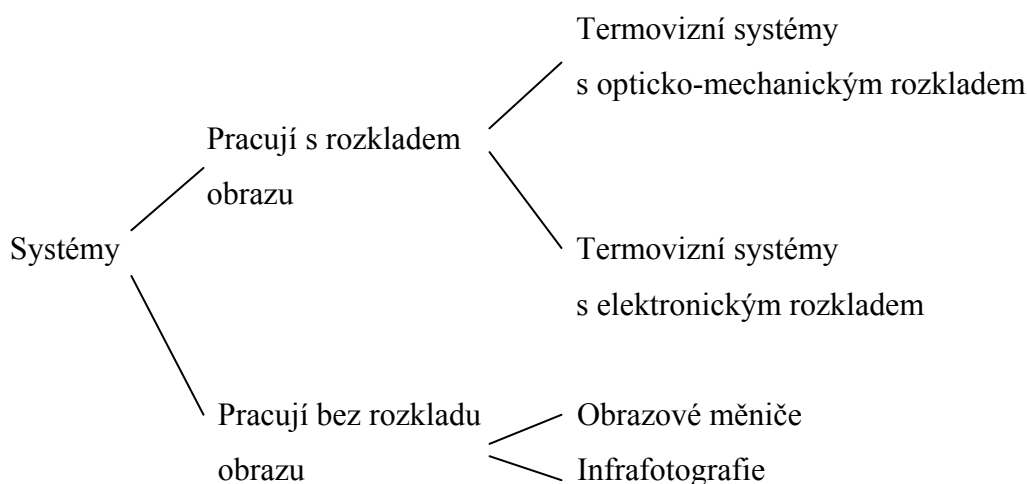 Termovizní systémy
s opticko-mechanickým rozkladem
Pracují s rozkladem
obrazu
Systémy
Termovizní systémy
s elektronickým rozkladem
Pracují bez rozkladu
obrazu
Obrazové měniče
Infrafotografie